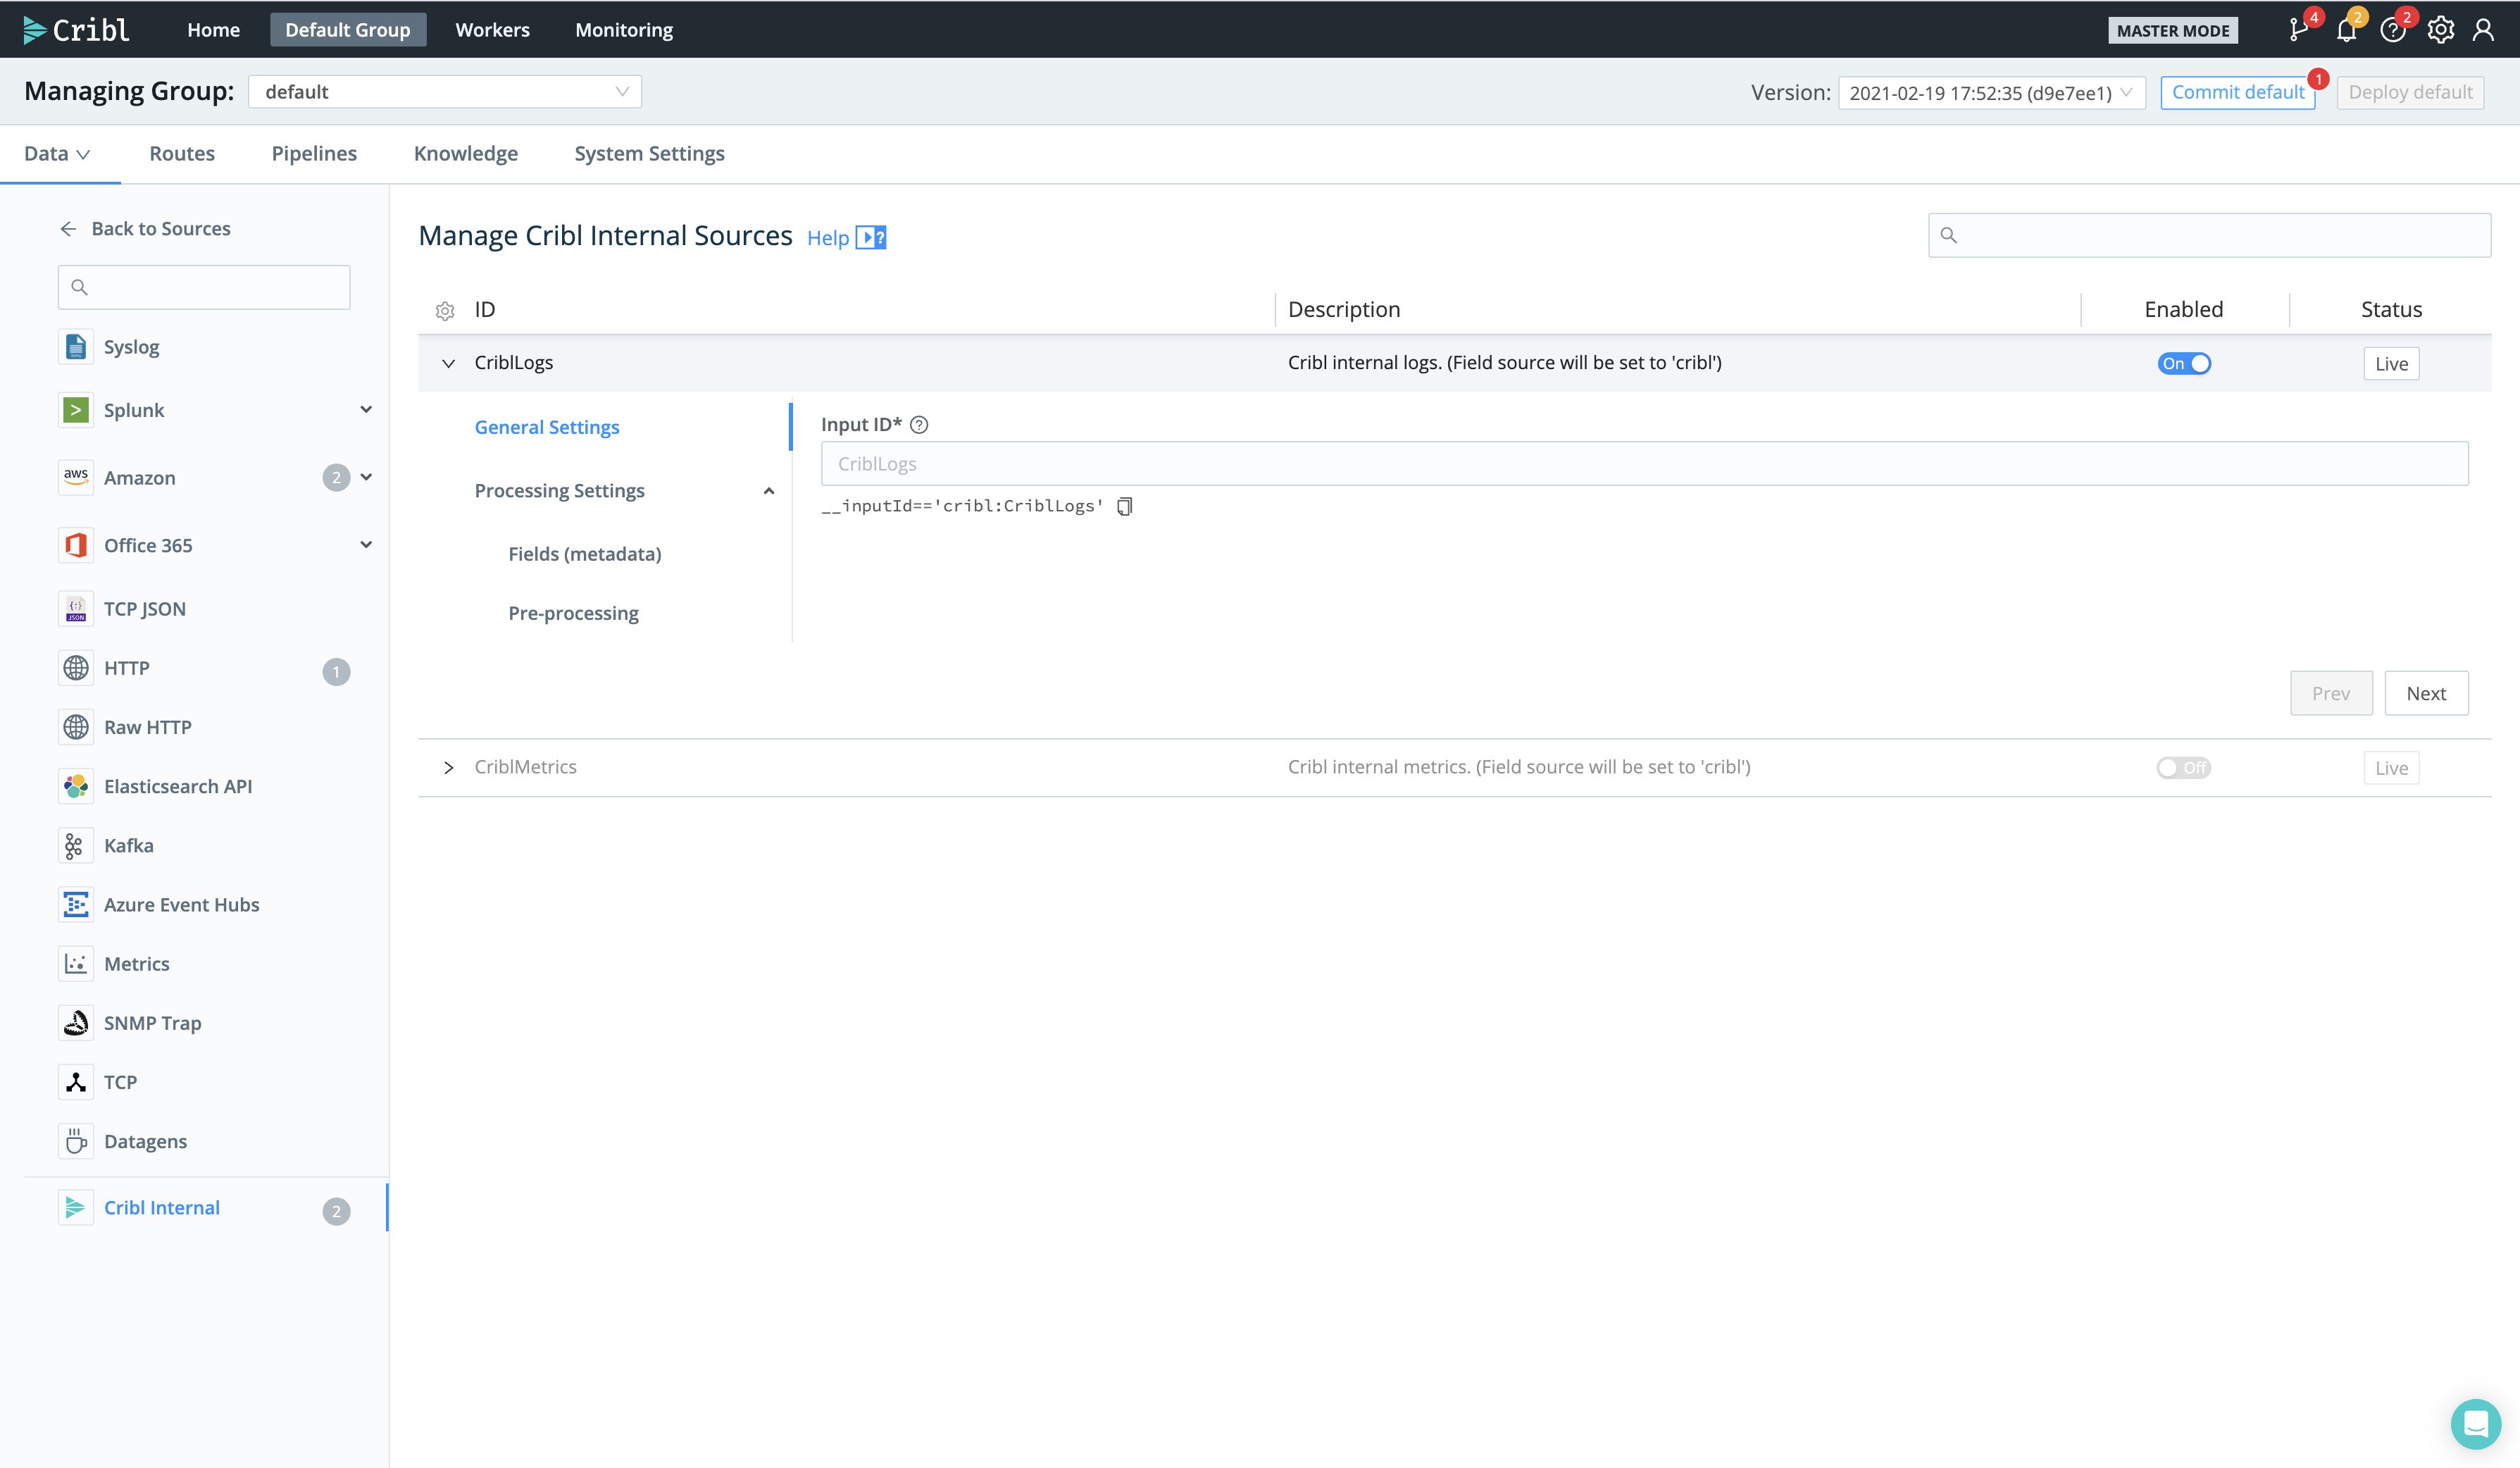 Cribl
Home
Default Group
Workers
Monitoring
MASTER MODE
4
2
2
Managing Group:
default
Version:
2021-02-19 17:52:35 (d9e7ee1)
Commit default
1
Deploy default
Data
Routes
Pipelines
Knowledge
System Settings
Back to Sources
Syslog
Splunk
aws
Amazon
2
Office 365
JSON
TCP JSON
HTTP
1
Raw HTTP
Elasticsearch API
Kafka
Azure Event Hubs
Metrics
SNMP Trap
TCP
Datagens
Cribl Internal
2
Manage Cribl Internal Sources
Help
ID
Description
Enabled
Status
CriblLogs
Cribl internal logs. (Field source will be set to 'cribl')
On
Live
General Settings
Processing Settings
Fields (metadata)
Pre-processing
Input ID*
CriblLogs
__inputId=='cribl:CriblLogs'
Prev
Next
CriblMetrics
Cribl internal metrics. (Field source will be set to 'cribl')
Off
Live